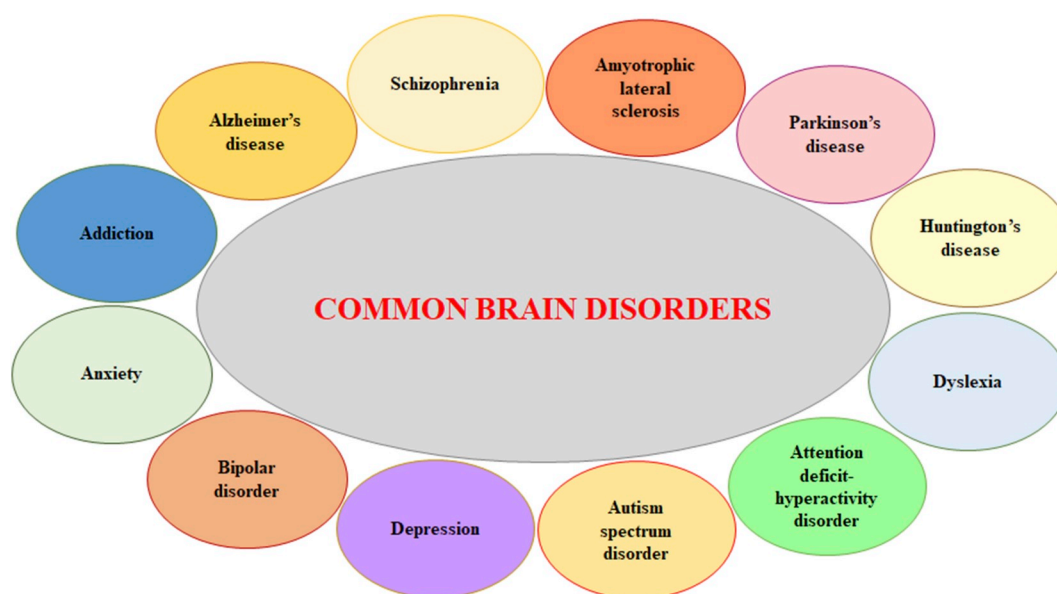 Schizophrenia
Amyotrophic
lateral
sclerosis
Alzheimer’s
disease
Parkinson’s
disease
Addiction
Huntington’s
disease
COMMON BRAIN DISORDERS
Anxiety
Dyslexia
Bipolar
disorder
Attention
deficit-
hyperactivity
disorder
Depression
Autism
spectrum
disorder